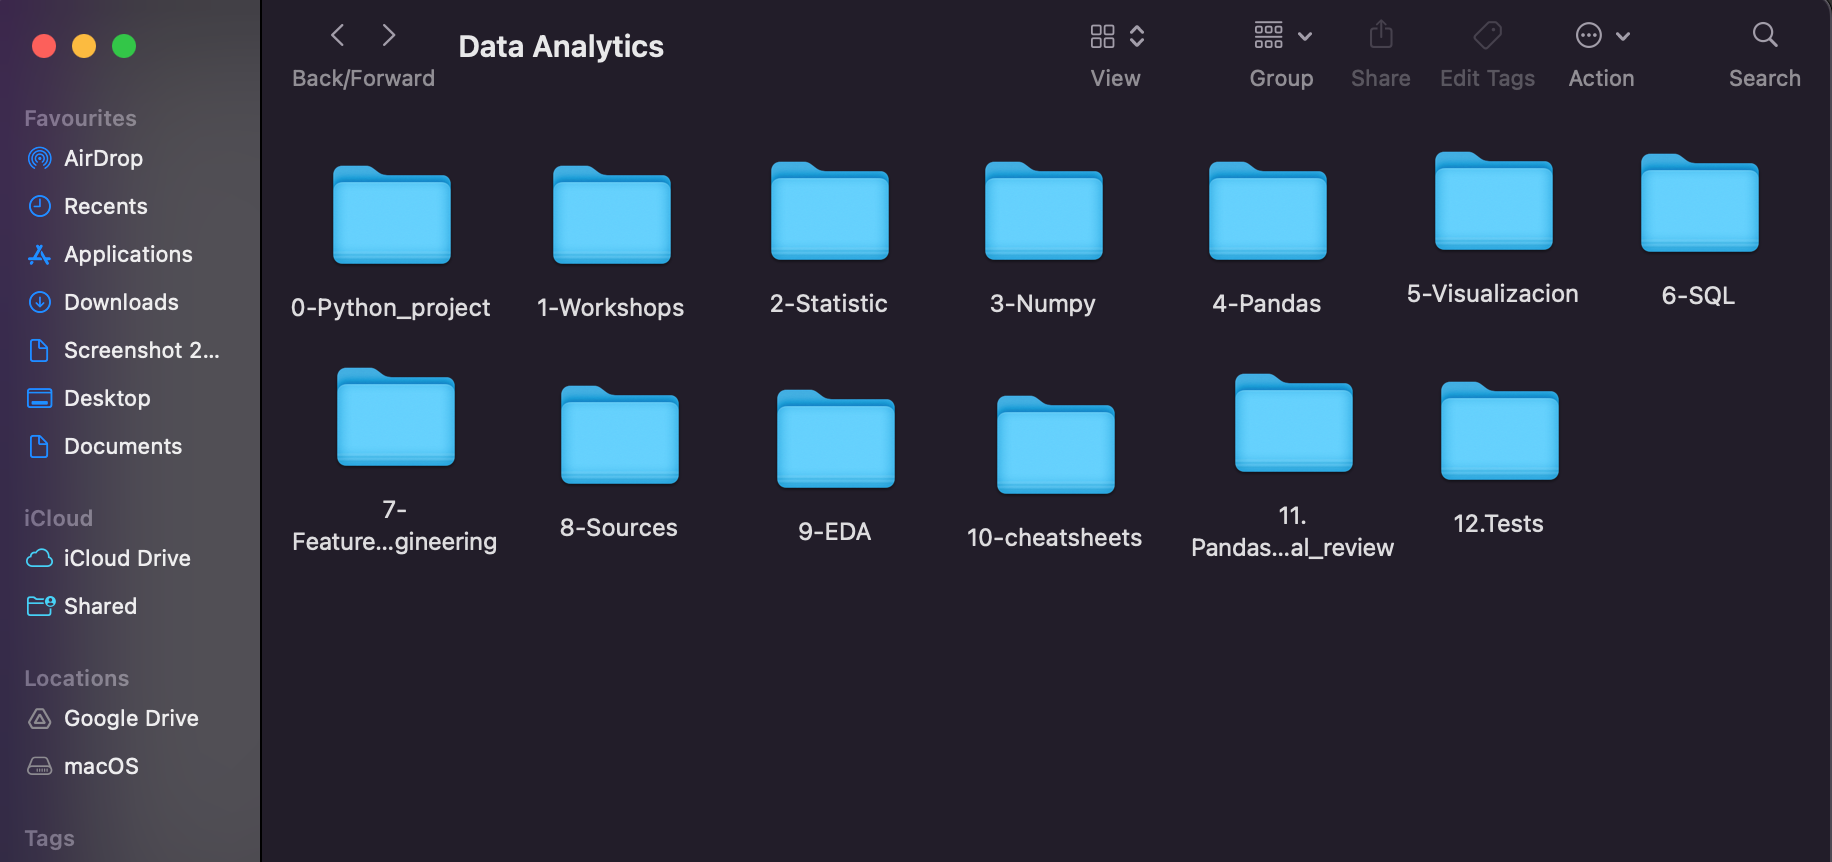 Data Analytics
Back/Forward
View
Group
Share
Edit Tags
Action
Search
Favourites
AirDrop
Recents
Applications
Downloads
Screenshot 2...
Desktop
Documents
iCloud
iCloud Drive
Shared
Locations
Google Drive
macOS
Tags
0-Python_project
1-Workshops
2-Statistic
3-Numpy
4-Pandas
5-Visualizacion
6-SQL
7-
Feature...gineering
8-Sources
9-EDA
10-cheatsheets
11.
Pandas...al_review
12.Tests